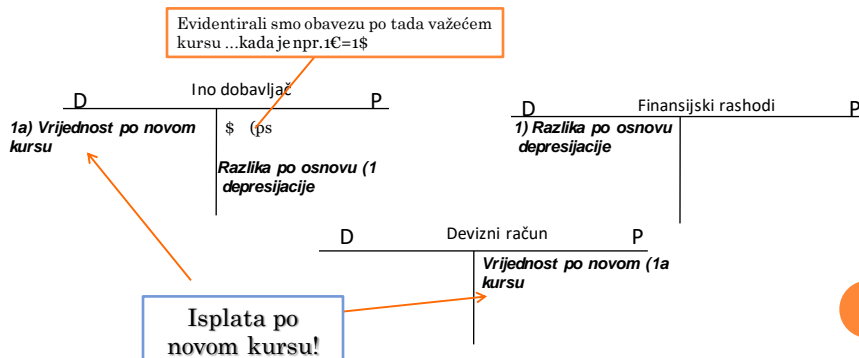 Evidentirali smo obavezu po tada važećem
kursu ...kada je npr.1€=1$
Ino dobavljač
D
P
1a) Vrijednost po novom
kursu
$ (ps
Razlika po osnovu (1
depresijacije
D
Finansijski rashodi
P
1) Razlika po osnovu
depresijacije
D
Devizni račun
P
Vrijednost po novom (1a
kursu
Isplata po
novom kursu!